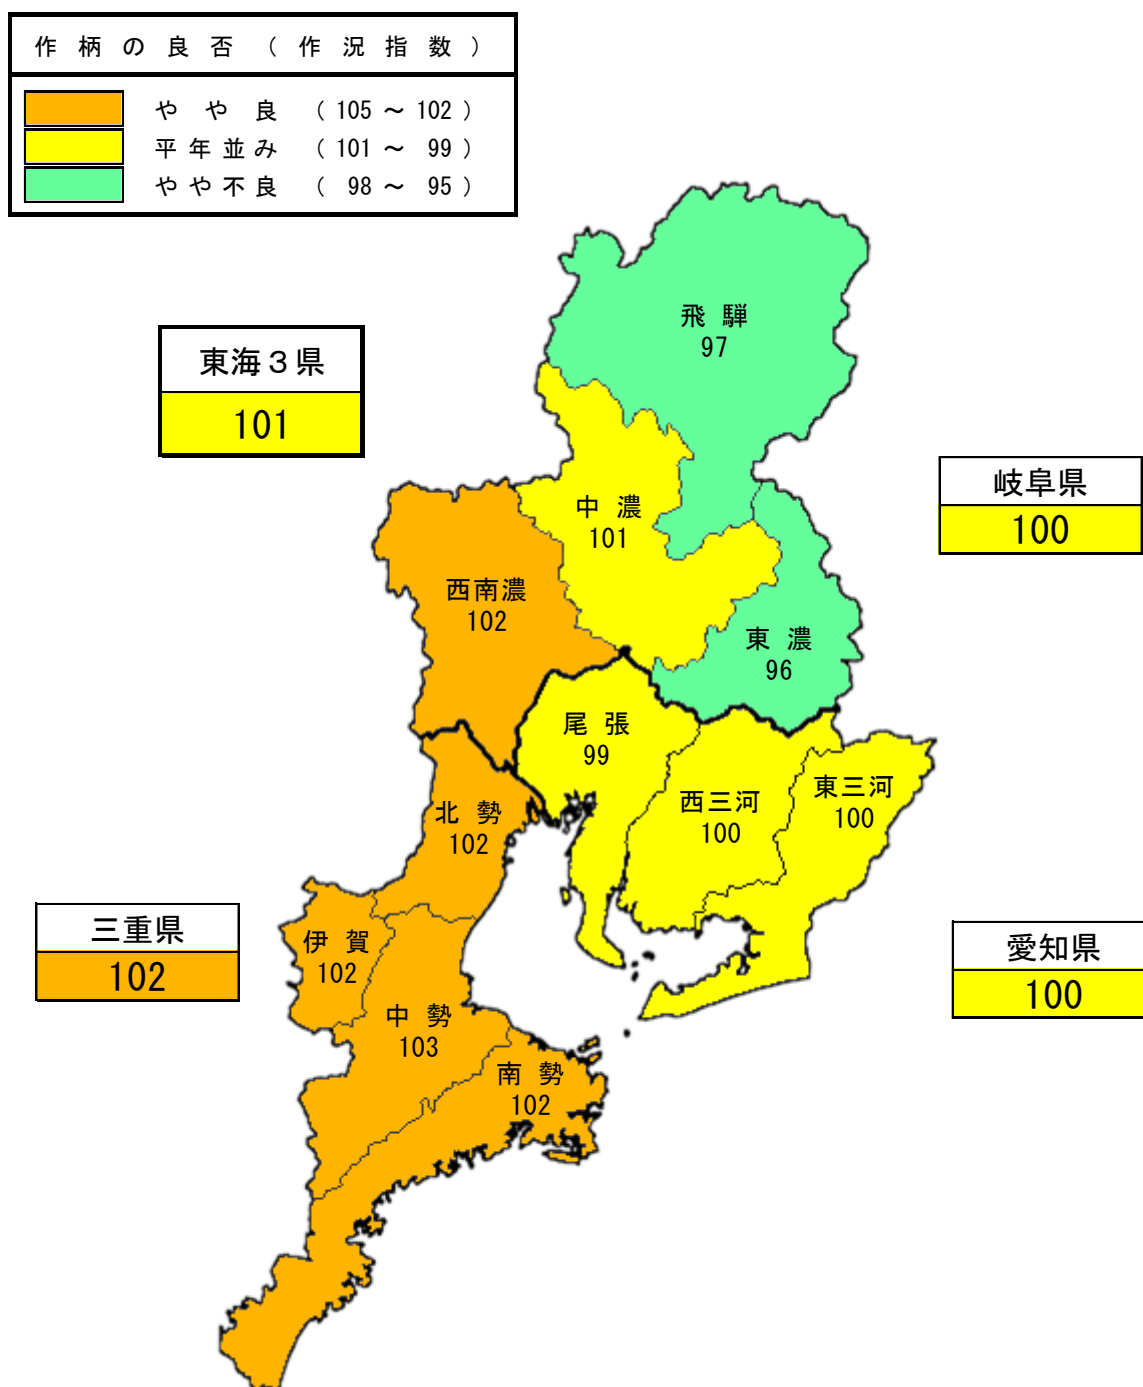 作柄の良否（作況指数）
やや良（105～102）
平年並み（101～99）
やや不良（98～95）
飛騨
97
東海３県
101
岐阜県
100
中濃
101
西南濃
102
東濃
96
尾張
99
西三河
100
東三河
100
北勢
102
三重県
102
伊賀
102
愛知県
100
中勢
103
南勢
102